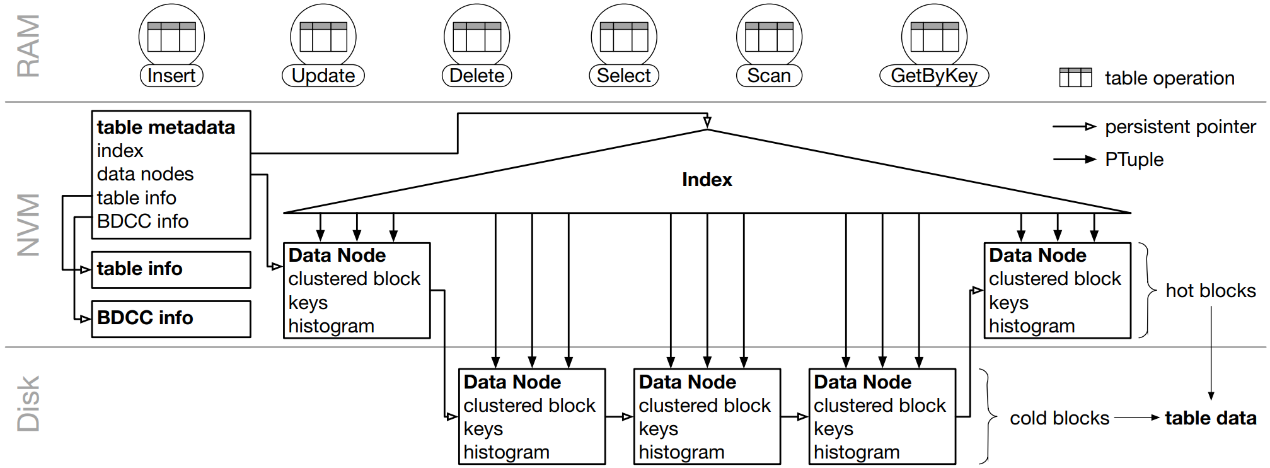 RAM
Insert
Update
Delete
Select
Scan
GetByKey
table operation
NVM
table metadata
index
data nodes
table info
BDCC info
table info
BDCC info
persistent pointer
PTuple
Index
Data Node
clustered block
keys
histogram
Data Node
clustered block
keys
histogram
hot blocks
Disk
Data Node
clustered block
keys
histogram
Data Node
clustered block
keys
histogram
Data Node
clustered block
keys
histogram
cold blocks
table data